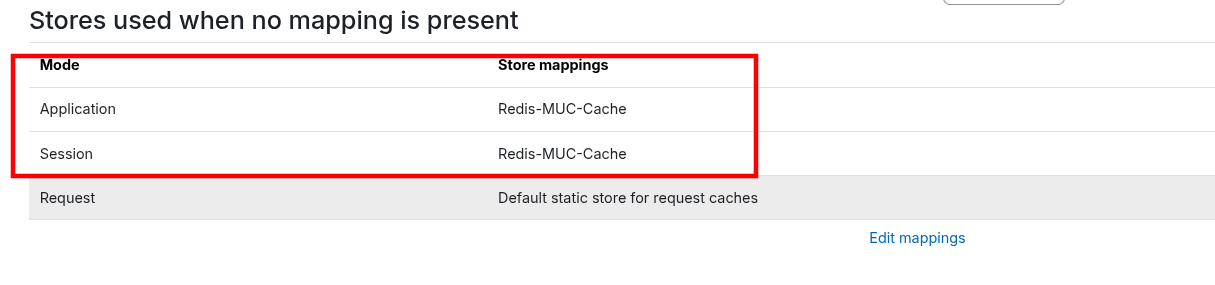 Stores used when no mapping is present
Mode Store mappings
Application Redis-MUC-Cache
Session Redis-MUC-Cache
Request Default static store for request caches
Edit mappings